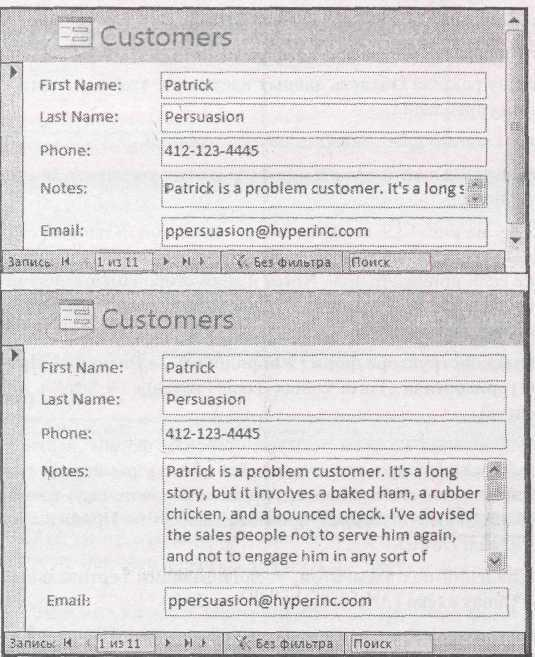 Customers
First Name: Patrick
Last Name: Persuasion
Phone: 412-123-4445
Notes: Patrick is a problem customer. It's a long s
Email: ppersuasion@hyperinc.com
Запись: 1 из 11 Без фильтра Поиск
Customers
First Name: Patrick
Last Name: Persuasion
Phone: 412-123-4445
Notes: Patrick is a problem customer. It's a long
story, but it involves a baked ham, a rubber
chicken, and a bounced check. I've advised
the sales people not to serve him again,
and not to engage him in any sort of
Email: ppersuasion@hyperinc.com
Запись: 1 из 11 Без фильтра Поиск